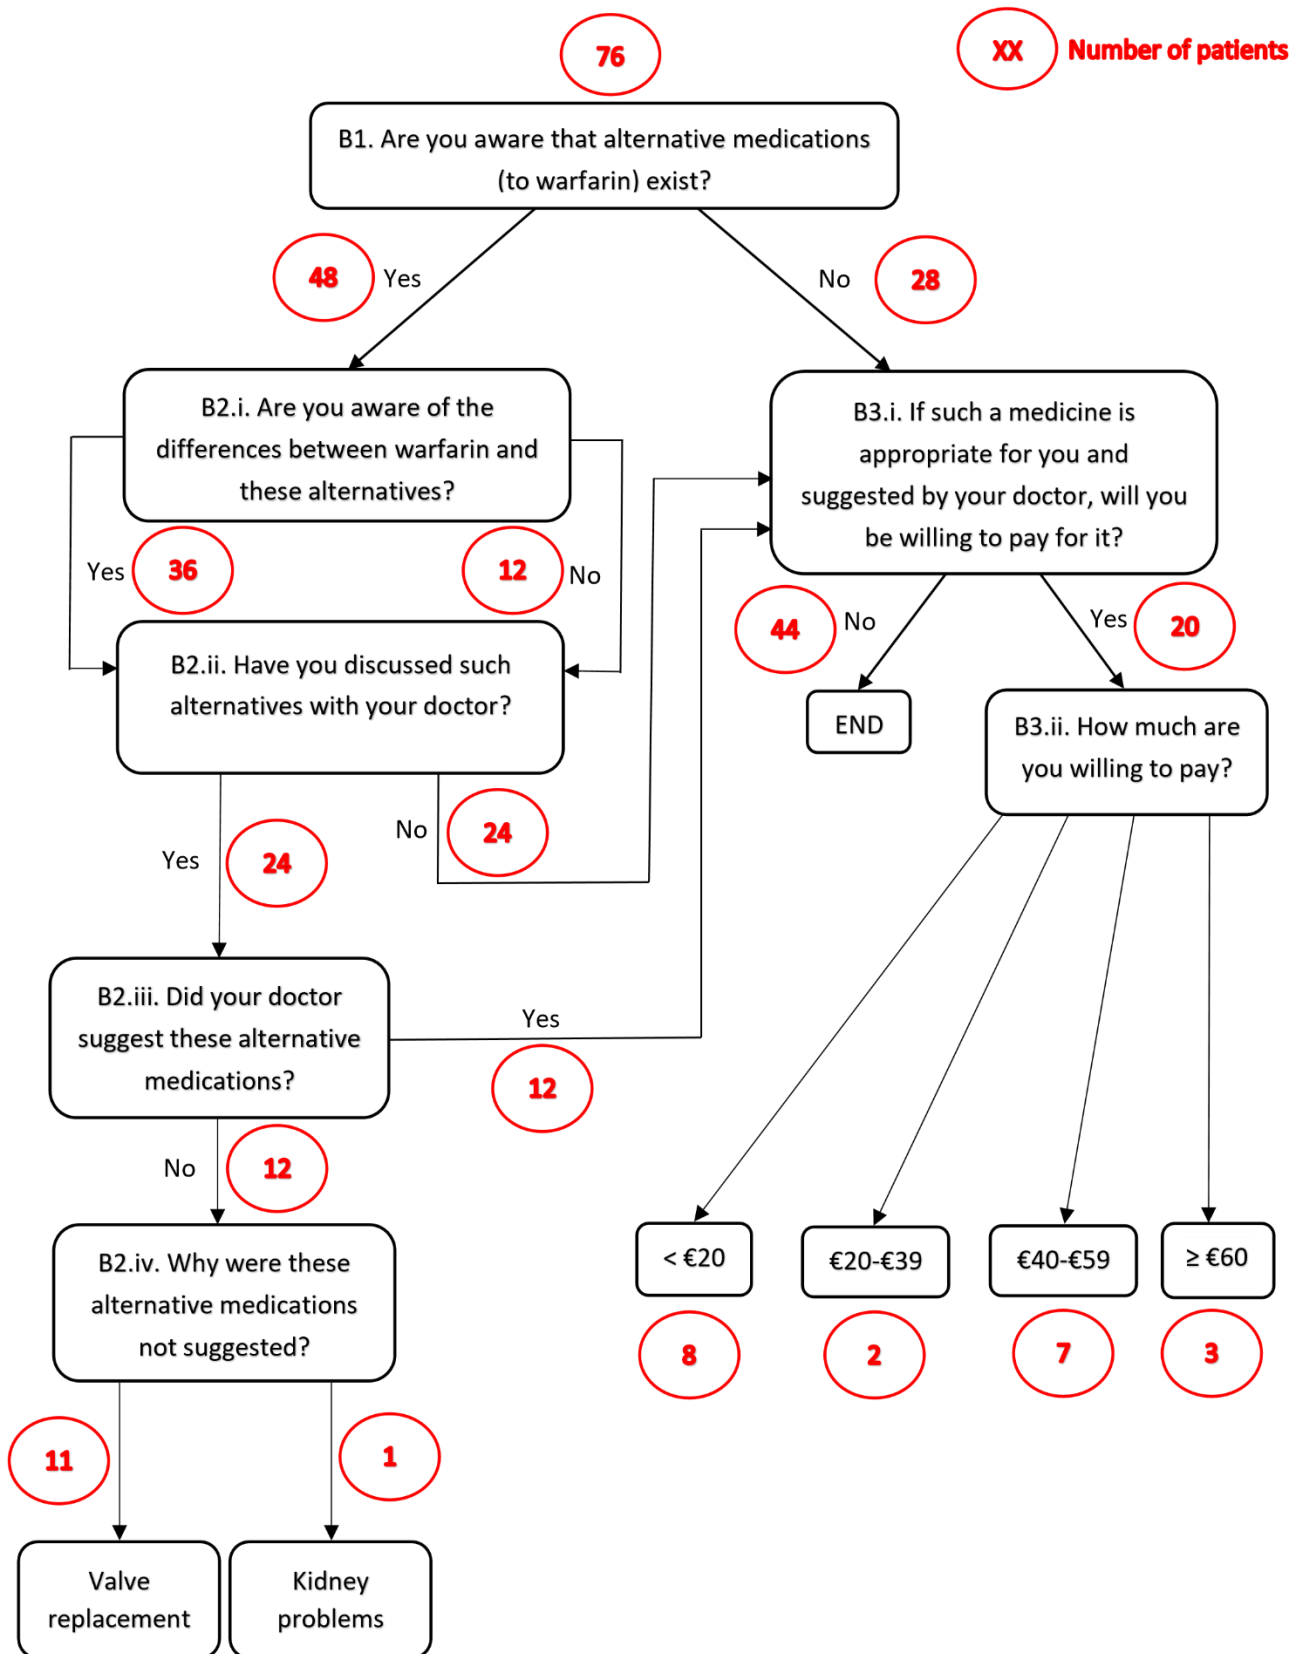 76
XX Number of patients
B1. Are you aware that alternative medications
(to warfarin) exist?
48 Yes
No 28
B2.i. Are you aware of the
differences between warfarin and
these alternatives?
B3.i. If such a medicine is
appropriate for you and
suggested by your doctor, will you
be willing to pay for it?
Yes 36
12 No
44 No
Yes 20
B2.ii. Have you discussed such
alternatives with your doctor?
END
B3.ii. How much are
you willing to pay?
No 24
Yes 24
B2.iii. Did your doctor
suggest these alternative
medications?
Yes
12
No 12
B2.iv. Why were these
alternative medications
not suggested?
< €20
€20-€39
€40-€59
≥ €60
8
2
7
3
11
1
Valve
replacement
Kidney
problems